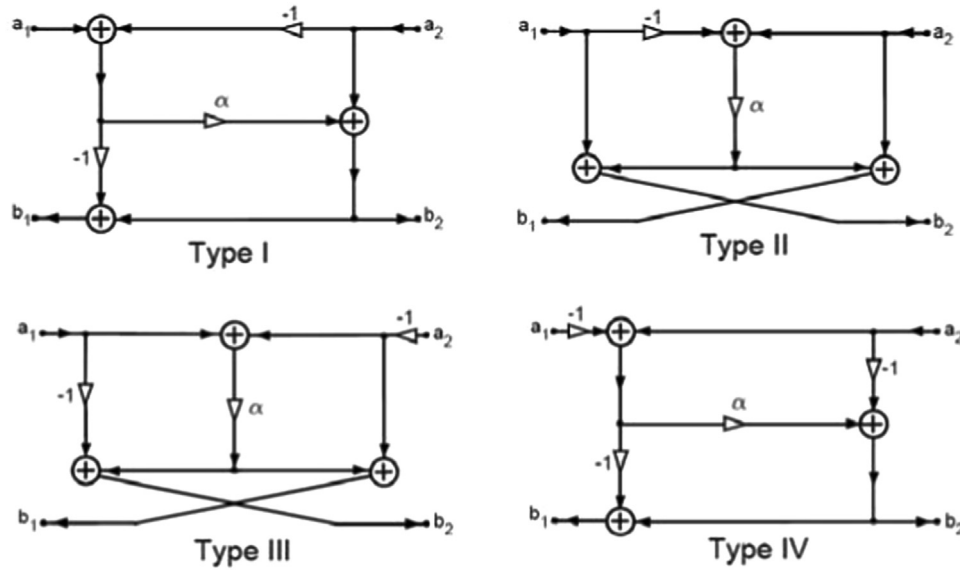 a₁ -1 a₂
α
-1
b₁ b₂
Type I
a₁ -1 a₂
α
b₁ b₂
Type II
-1
a₁ a₂
-1 α
b₁ b₂
Type III
-1
a₁ a₂
-1
α
-1
b₁ b₂
Type IV